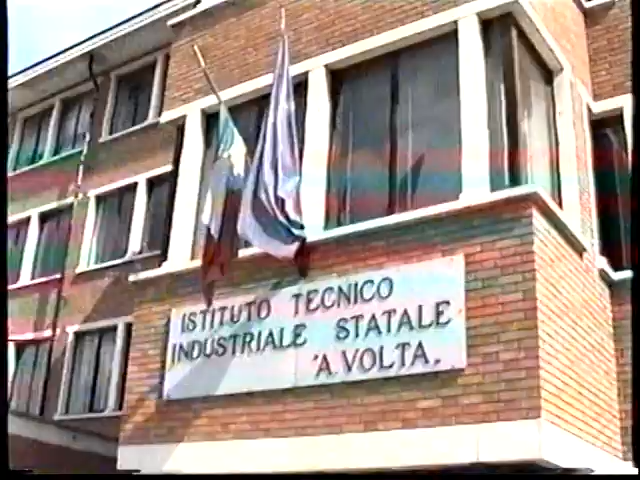 ISTITUTO TECNICO
INDUSTRIALE STATALE
"A. VOLTA"